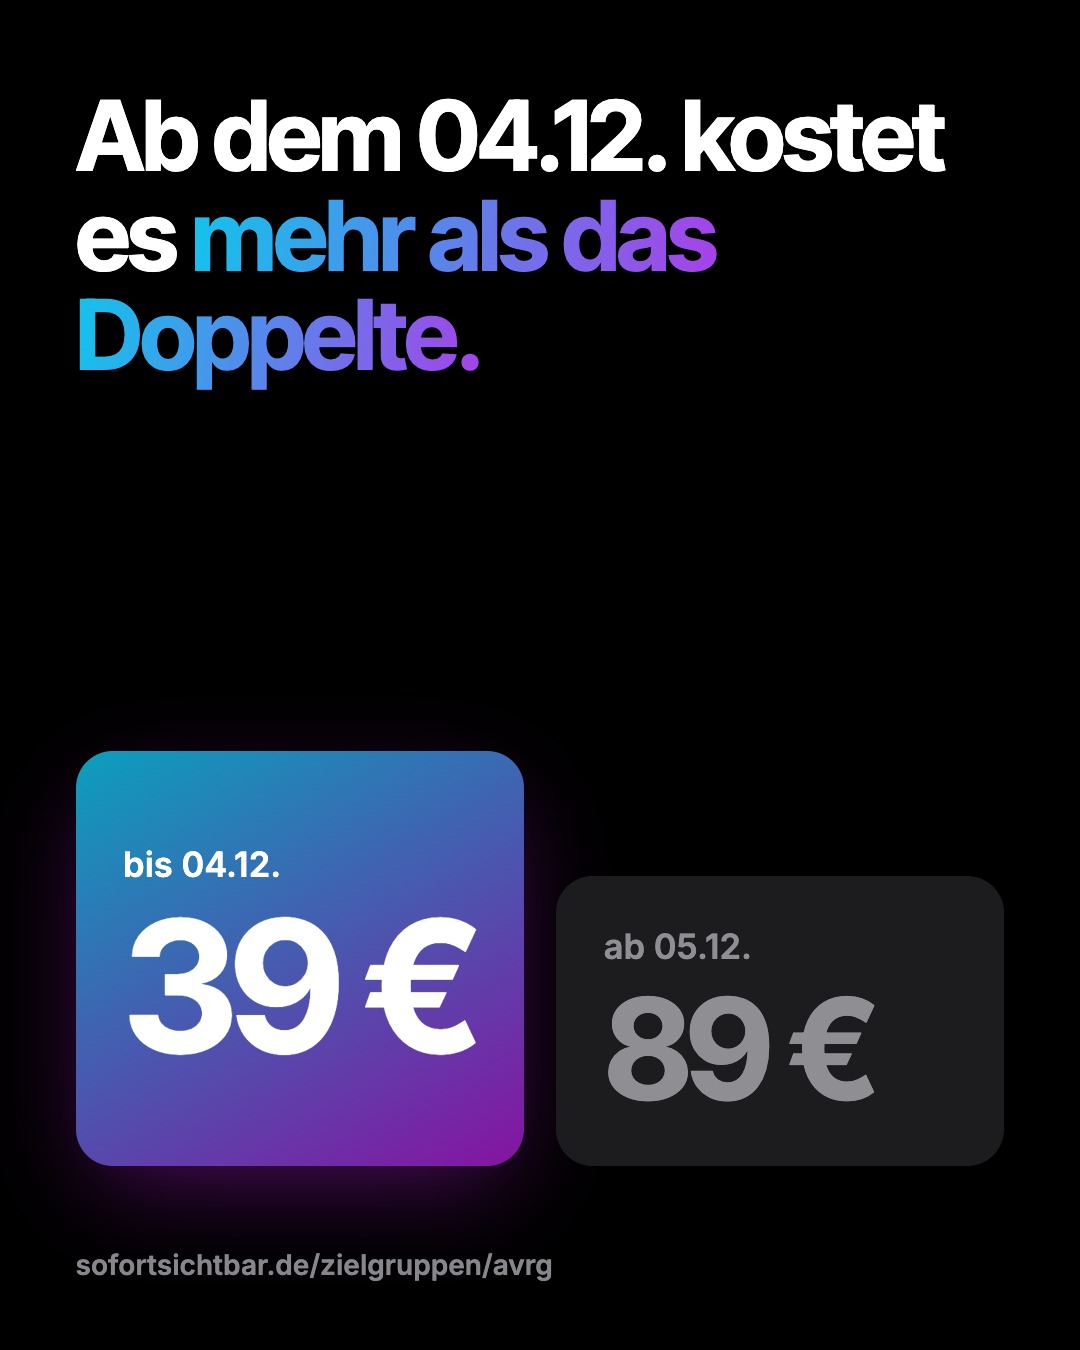 Ab dem 04.12. kostet
es mehr als das
Doppelte.
bis 04.12.
39 €
ab 05.12.
89 €
sofortsichtbar.de/zielgruppen/avrg